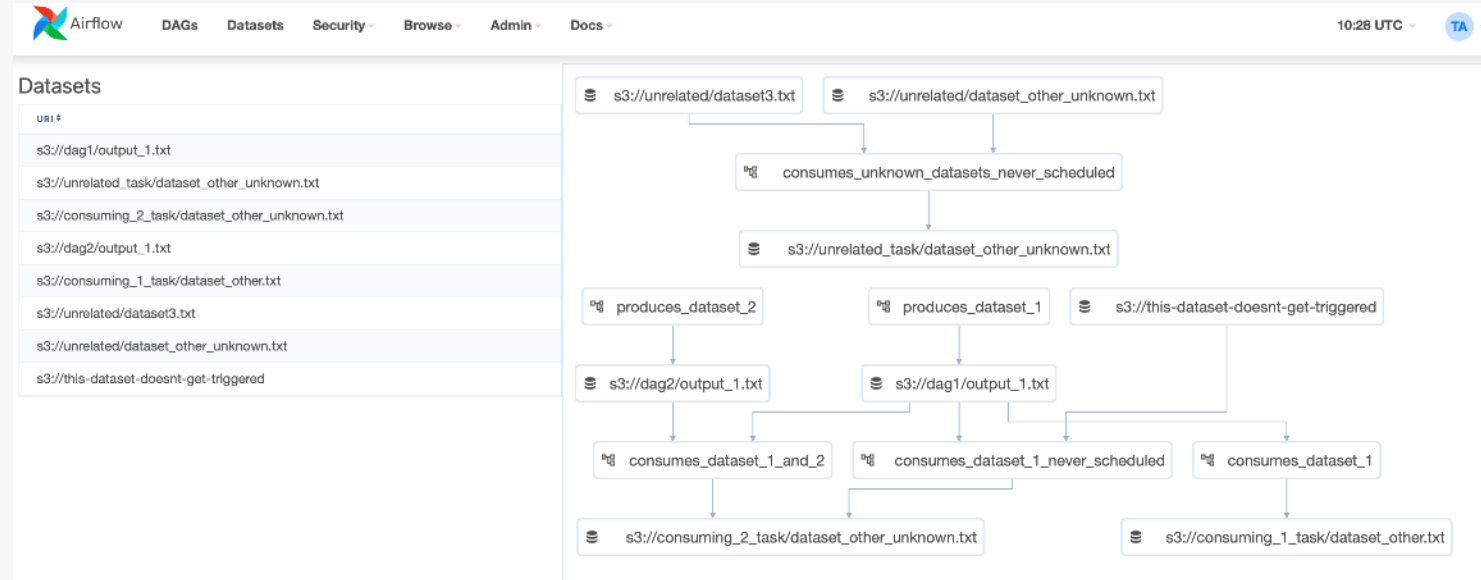 Airflow DAGs Datasets Security Browse Admin Docs 10:28 UTC TA
Datasets
URI
s3://dag1/output_1.txt
s3://unrelated_task/dataset_other_unknown.txt
s3://consuming_2_task/dataset_other_unknown.txt
s3://dag2/output_1.txt
s3://consuming_1_task/dataset_other.txt
s3://unrelated/dataset3.txt
s3://unrelated/dataset_other_unknown.txt
s3://this-dataset-doesnt-get-triggered
s3://unrelated/dataset3.txt s3://unrelated/dataset_other_unknown.txt
consumes_unknown_datasets_never_scheduled
s3://unrelated_task/dataset_other_unknown.txt
produces_dataset_2 produces_dataset_1 s3://this-dataset-doesnt-get-triggered
s3://dag2/output_1.txt s3://dag1/output_1.txt
consumes_dataset_1_and_2 consumes_dataset_1_never_scheduled consumes_dataset_1
s3://consuming_2_task/dataset_other_unknown.txt s3://consuming_1_task/dataset_other.txt